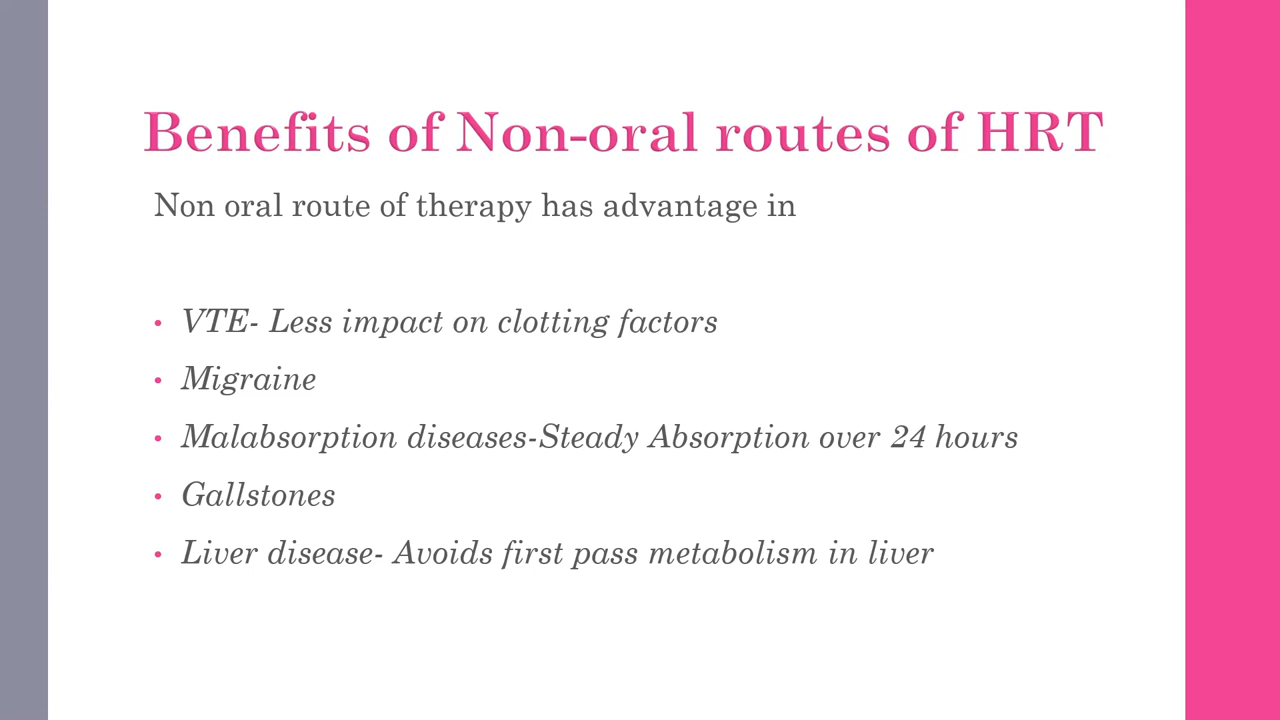 Benefits of Non-oral routes of HRT
Non oral route of therapy has advantage in
• VTE- Less impact on clotting factors
• Migraine
• Malabsorption diseases-Steady Absorption over 24 hours
• Gallstones
• Liver disease- Avoids first pass metabolism in liver